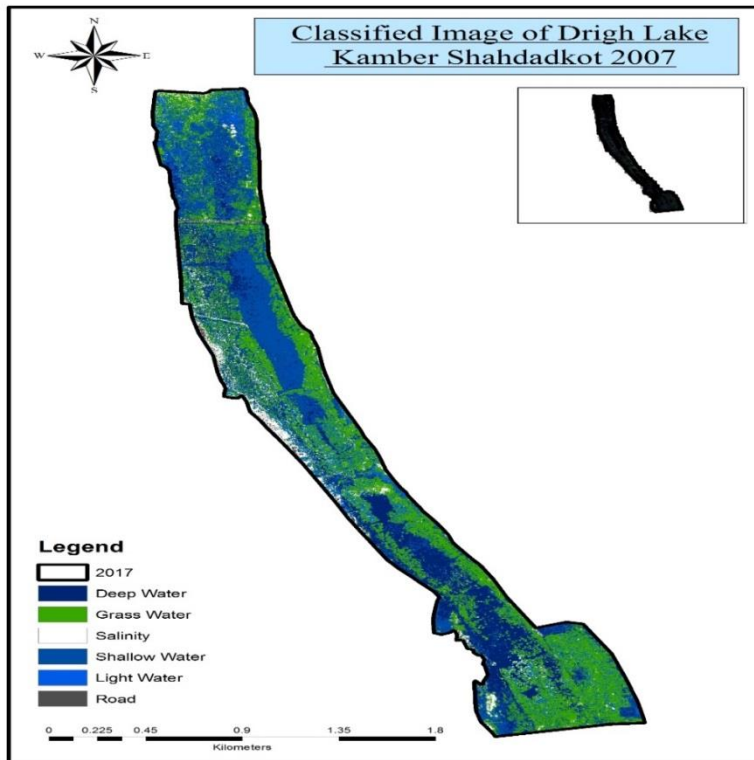 Classified Image of Drigh Lake
Kamber Shahdadkot 2007
N
W
E
S
Legend
2017
Deep Water
Grass Water
Salinity
Shallow Water
Light Water
Road
0 0.225 0.45 0.9 1.35 1.8
Kilometers